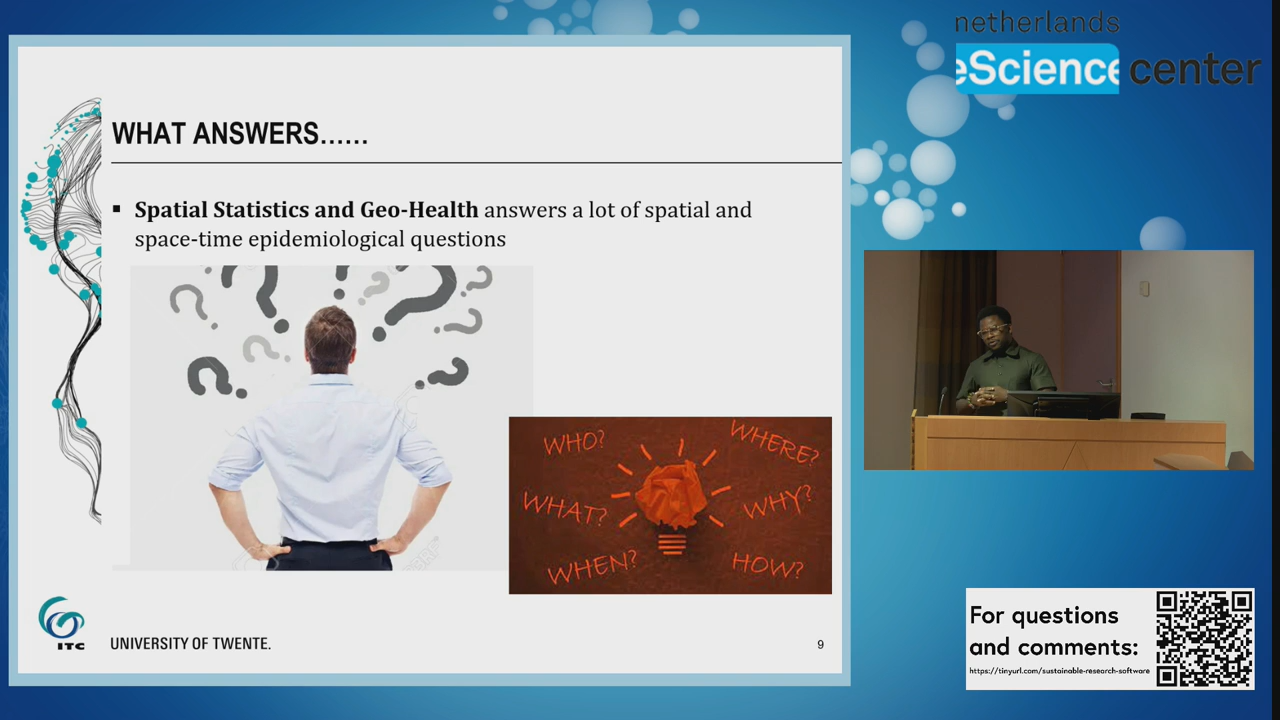 netherlands
eScience center
WHAT ANSWERS......
▪ Spatial Statistics and Geo-Health answers a lot of spatial and
space-time epidemiological questions
WHO?
WHERE?
WHAT?
WHY?
WHEN?
HOW?
ITC
UNIVERSITY OF TWENTE.
9
For questions
and comments:
https://tinyurl.com/sustainable-research-software